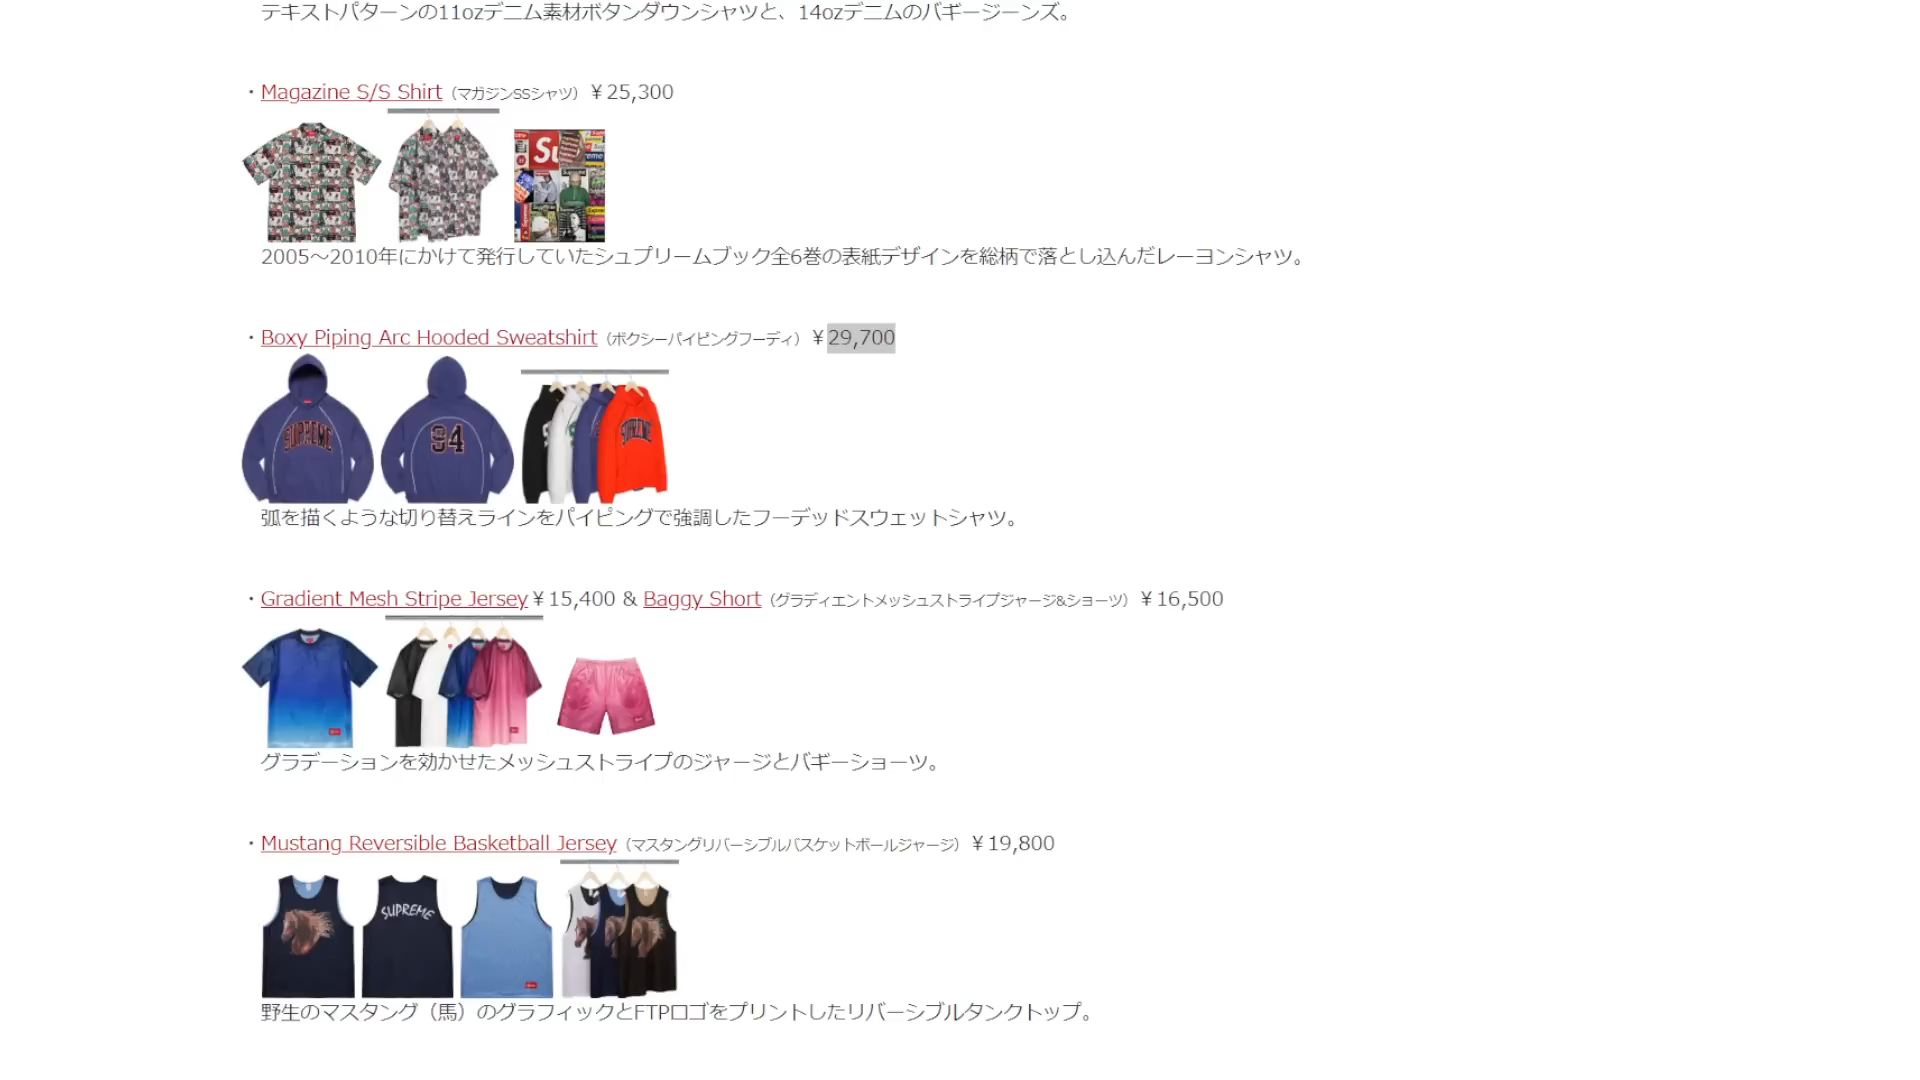 テキストパターンの11ozデニム素材ボタンダウンシャツと、14ozデニムのバギージーンズ。
・Magazine S/S Shirt（マガジンSSシャツ）￥25,300
2005〜2010年にかけて発行していたシュプリームブック全6巻の表紙デザインを総柄で落とし込んだレーヨンシャツ。
・Boxy Piping Arc Hooded Sweatshirt（ボクシーパイピングフーディ）￥29,700
SUPREME
94
SUPREME
弧を描くような切り替えラインをパイピングで強調したフーデッドスウェットシャツ。
・Gradient Mesh Stripe Jersey￥15,400 & Baggy Short（グラディエントメッシュストライプジャージ&ショーツ）￥16,500
グラデーションを効かせたメッシュストライプのジャージとバギーショーツ。
・Mustang Reversible Basketball Jersey（マスタングリバーシブルバスケットボールジャージ）￥19,800
SUPREME
野生のマスタング（馬）のグラフィックとFTPロゴをプリントしたリバーシブルタンクトップ。